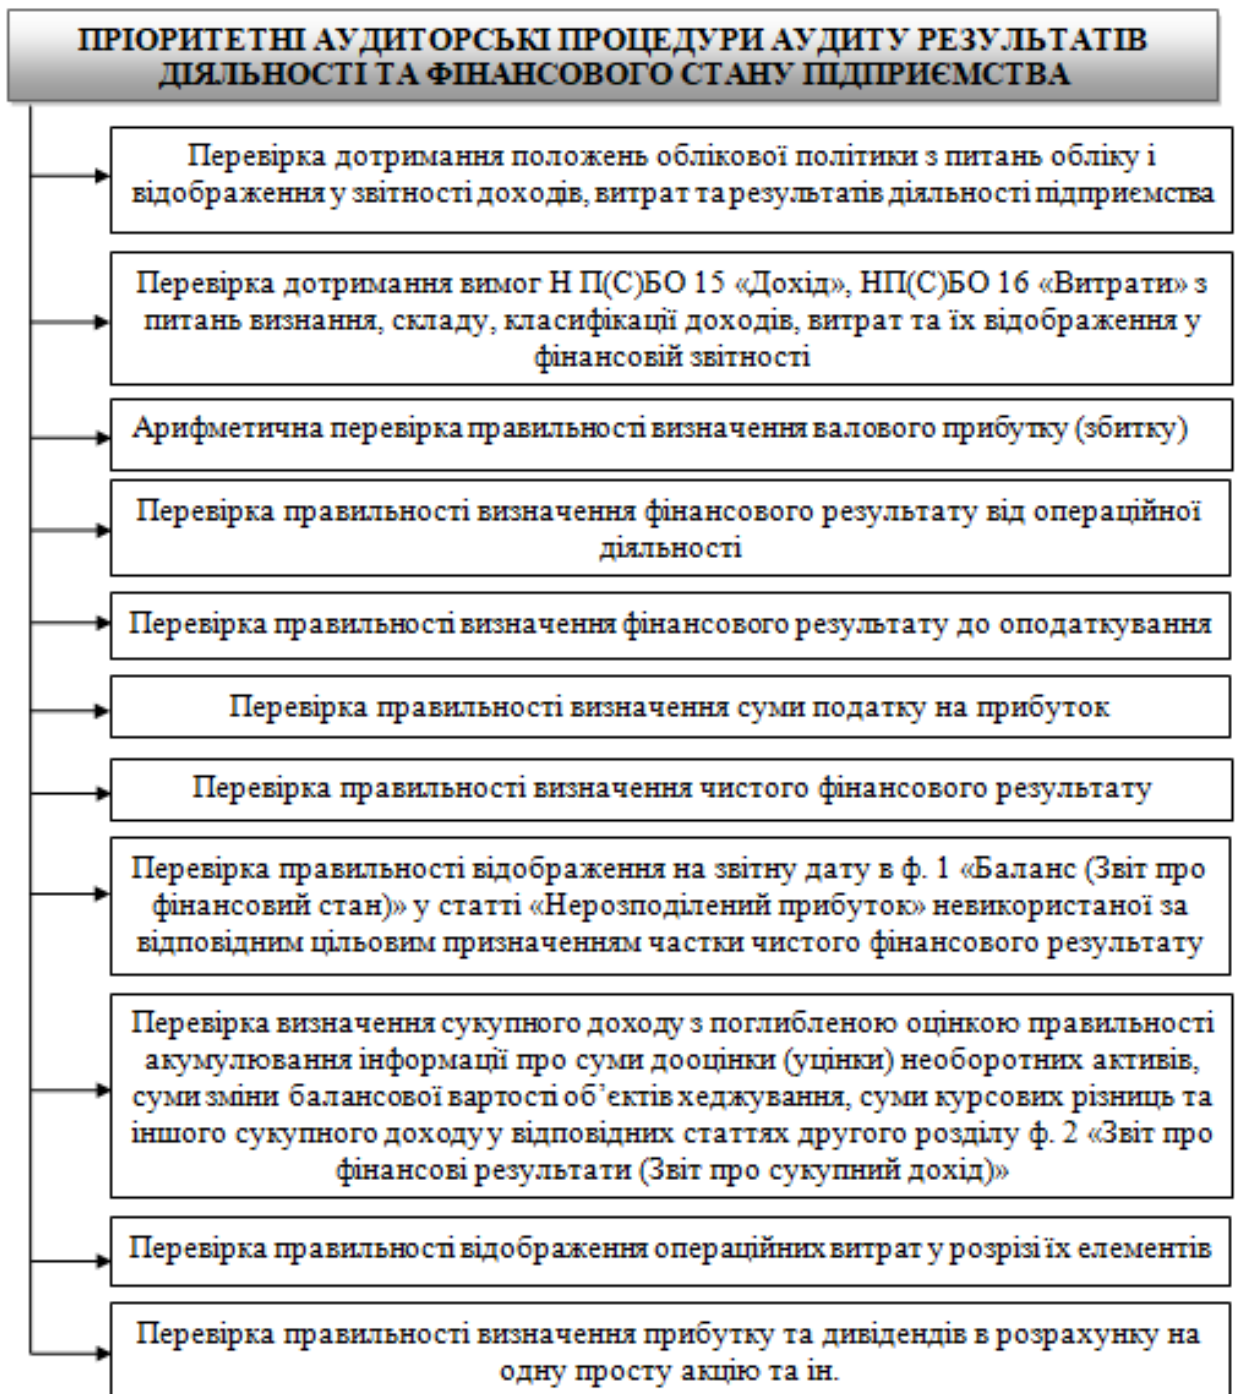 ПРІОРИТЕТНІ АУДИТОРСЬКІ ПРОЦЕДУРИ АУДИТУ РЕЗУЛЬТАТІВ
ДІЯЛЬНОСТІ ТА ФІНАНСОВОГО СТАНУ ПІДПРИЄМСТВА
Перевірка дотримання положень облікової політики з питань обліку і
відображення у звітності доходів, витрат та результатів діяльності підприємства
Перевірка дотримання вимог Н П(С)БО 15 «Дохід», НП(С)БО 16 «Витрати» з
питань визнання, складу, класифікації доходів, витрат та їх відображення у
фінансовій звітності
Арифметична перевірка правильності визначення валового прибутку (збитку)
Перевірка правильності визначення фінансового результату від операційної
діяльності
Перевірка правильності визначення фінансового результату до оподаткування
Перевірка правильності визначення суми податку на прибуток
Перевірка правильності визначення чистого фінансового результату
Перевірка правильності відображення на звітну дату в ф. 1 «Баланс (Звіт про
фінансовий стан)» у статті «Нерозподілений прибуток» невикористаної за
відповідним цільовим призначенням частки чистого фінансового результату
Перевірка визначення сукупного доходу з поглибленою оцінкою правильності
акумулювання інформації про суми дооцінки (уцінки) необоротних активів,
суми зміни балансової вартості об’єктів хеджування, суми курсових різниць та
іншого сукупного доходу у відповідних статтях другого розділу ф. 2 «Звіт про
фінансові результати (Звіт про сукупний дохід)»
Перевірка правильності відображення операційних витрат у розрізі їх елементів
Перевірка правильності визначення прибутку та дивідендів в розрахунку на
одну просту акцію та ін.